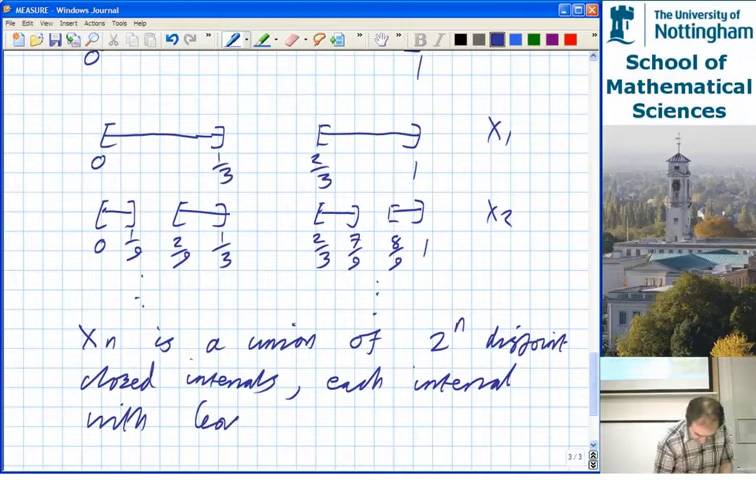 MEASURE - Windows Journal
File Edit View Insert Actions Tools Help
B I
0 1
[ ] [ ] X1
0 1/3 2/3 1
[ ] [ ] [ ] [ ] X2
0 1/9 2/9 1/3 2/3 7/9 8/9 1
Xn is a union of 2^n disjoint
closed intervals, each interval
with
3/3
The University of
Nottingham
School of
Mathematical
Sciences